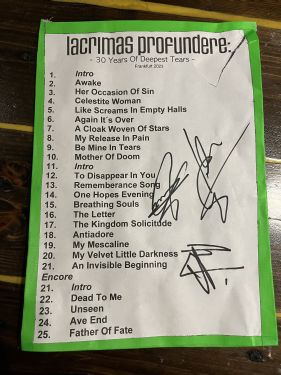 lacrimas profundere:
- 30 Years Of Deepest Tears -
Frankfurt 2023
1. Intro
2. Awake
3. Her Occasion Of Sin
4. Celestite Woman
5. Like Screams In Empty Halls
6. Again It´s Over
7. A Cloak Woven Of Stars
8. My Release In Pain
9. Be Mine In Tears
10. Mother Of Doom
11. Intro
12. To Disappear In You
13. Rememberance Song
14. One Hopes Evening
15. Breathing Souls
16. The Letter
17. The Kingdom Solicitude
18. Antiadore
19. My Mescaline
20. My Velvet Little Darkness
21. An Invisible Beginning
Encore
21. Intro
22. Dead To Me
23. Unseen
24. Ave End
25. Father Of Fate